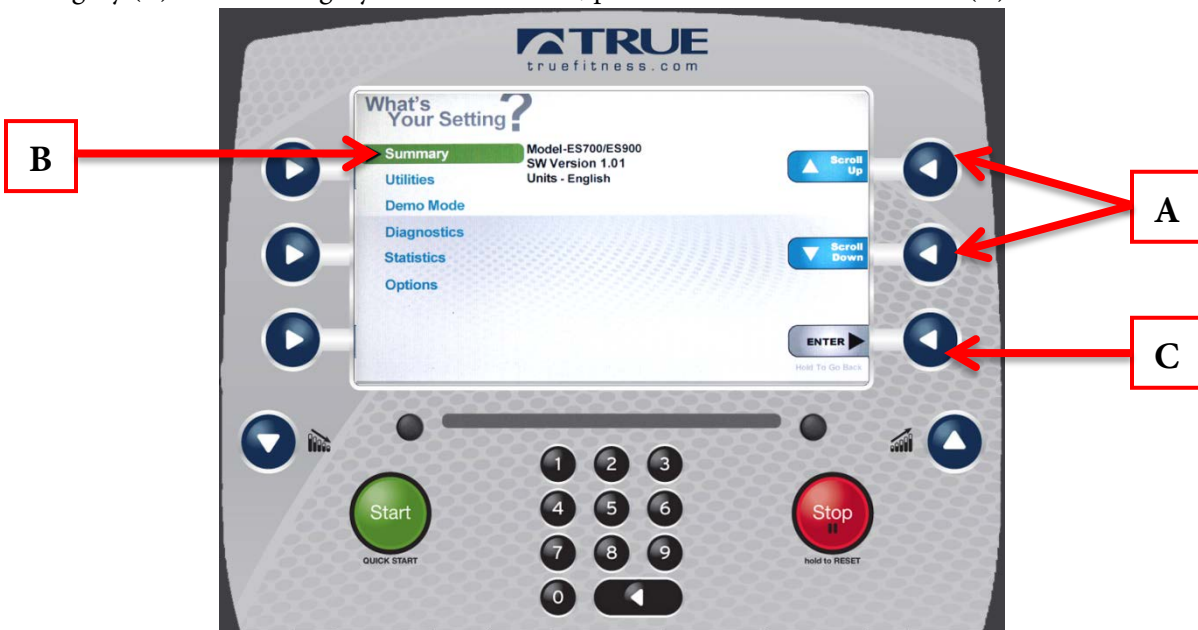 TRUE
truefitness.com
What's
Your Setting?
Summary
Utilities
Demo Mode
Diagnostics
Statistics
Options
Model-ES700/ES900
SW Version 1.01
Units - English
Scroll
Up
Scroll
Down
ENTER
Hold To Go Back
B
A
C
Start
QUICK START
1 2 3
4 5 6
7 8 9
0
Stop
hold to RESET